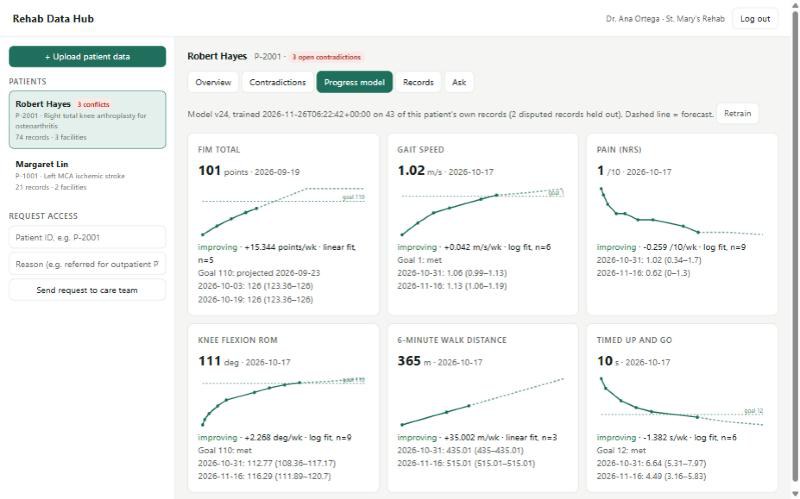 Rehab Data Hub
Dr. Ana Ortega · St. Mary's Rehab
Log out
+ Upload patient data
PATIENTS
Robert Hayes 3 conflicts
P-2001 · Right total knee arthroplasty for
osteoarthritis
74 records · 3 facilities
Margaret Lin
P-1001 · Left MCA ischemic stroke
21 records · 2 facilities
REQUEST ACCESS
Patient ID, e.g. P-2001
Reason (e.g. referred for outpatient P
Send request to care team
Robert Hayes P-2001 · 3 open contradictions
Overview
Contradictions
Progress model
Records
Ask
Model v24, trained 2026-11-26T06:22:42+00:00 on 43 of this patient's own records (2 disputed records held out). Dashed line = forecast.
Retrain
FIM TOTAL
101 points · 2026-09-19
goal 110
improving · +15.344 points/wk · linear fit,
n=5
Goal 110: projected 2026-09-23
2026-10-03: 126 (123.36–126)
2026-10-19: 126 (123.36–126)
GAIT SPEED
1.02 m/s · 2026-10-17
goal 1
improving · +0.042 m/s/wk · log fit, n=6
Goal 1: met
2026-10-31: 1.06 (0.99–1.13)
2026-11-16: 1.13 (1.06–1.19)
PAIN (NRS)
1 /10 · 2026-10-17
improving · -0.259 /10/wk · log fit, n=9
2026-10-31: 1.02 (0.34–1.7)
2026-11-16: 0.62 (0–1.3)
KNEE FLEXION ROM
111 deg · 2026-10-17
goal 110
improving · +2.268 deg/wk · log fit, n=9
Goal 110: met
2026-10-31: 112.77 (108.36–117.17)
2026-11-16: 116.29 (111.89–120.7)
6-MINUTE WALK DISTANCE
365 m · 2026-10-17
improving · +35.002 m/wk · linear fit, n=3
2026-10-31: 435.01 (435–435.01)
2026-11-16: 515.01 (515.01–515.01)
TIMED UP AND GO
10 s · 2026-10-17
goal 12
improving · -1.382 s/wk · log fit, n=6
Goal 12: met
2026-10-31: 6.64 (5.31–7.97)
2026-11-16: 4.49 (3.16–5.83)